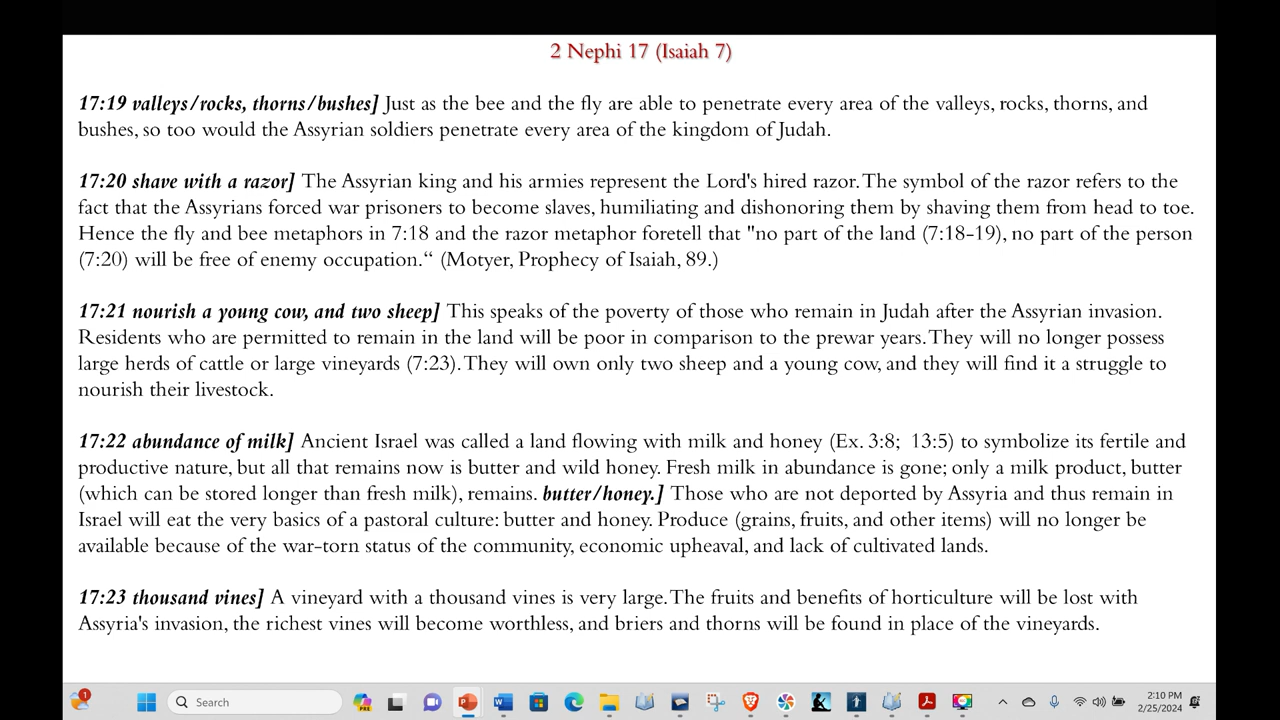 2 Nephi 17 (Isaiah 7)
17:19 valleys/rocks, thorns/bushes] Just as the bee and the fly are able to penetrate every area of the valleys, rocks, thorns, and
bushes, so too would the Assyrian soldiers penetrate every area of the kingdom of Judah.
17:20 shave with a razor] The Assyrian king and his armies represent the Lord's hired razor. The symbol of the razor refers to the
fact that the Assyrians forced war prisoners to become slaves, humiliating and dishonoring them by shaving them from head to toe.
Hence the fly and bee metaphors in 7:18 and the razor metaphor foretell that "no part of the land (7:18-19), no part of the person
(7:20) will be free of enemy occupation.“ (Motyer, Prophecy of Isaiah, 89.)
17:21 nourish a young cow, and two sheep] This speaks of the poverty of those who remain in Judah after the Assyrian invasion.
Residents who are permitted to remain in the land will be poor in comparison to the prewar years. They will no longer possess
large herds of cattle or large vineyards (7:23). They will own only two sheep and a young cow, and they will find it a struggle to
nourish their livestock.
17:22 abundance of milk] Ancient Israel was called a land flowing with milk and honey (Ex. 3:8; 13:5) to symbolize its fertile and
productive nature, but all that remains now is butter and wild honey. Fresh milk in abundance is gone; only a milk product, butter
(which can be stored longer than fresh milk), remains. butter/honey.] Those who are not deported by Assyria and thus remain in
Israel will eat the very basics of a pastoral culture: butter and honey. Produce (grains, fruits, and other items) will no longer be
available because of the war-torn status of the community, economic upheaval, and lack of cultivated lands.
17:23 thousand vines] A vineyard with a thousand vines is very large. The fruits and benefits of horticulture will be lost with
Assyria's invasion, the richest vines will become worthless, and briers and thorns will be found in place of the vineyards.
1
Search
PRE
2:10 PM
2/25/2024